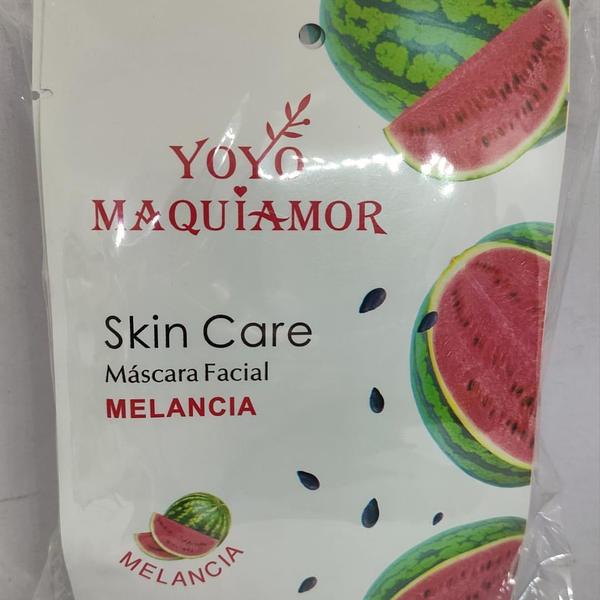 YOYO
MAQUIAMOR
Skin Care
Máscara Facial
MELANCIA
MELANCIA